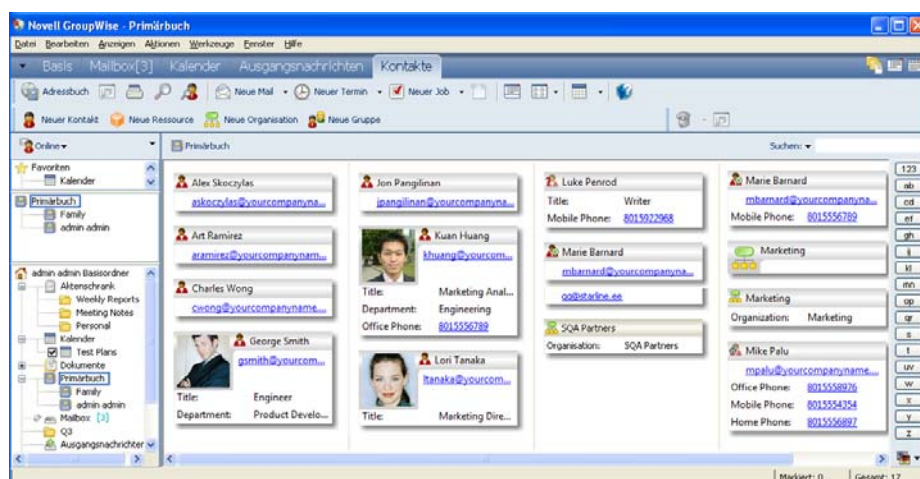 Novell GroupWise - Primärbuch
Datei Bearbeiten Anzeigen Aktionen Werkzeuge Fenster Hilfe
Basis Mailbox[3] Kalender Ausgangsnachrichten Kontakte
Adressbuch Neue Mail Neuer Termin Neuer Job
Neuer Kontakt Neue Ressource Neue Organisation Neue Gruppe
Online
Primärbuch
Suchen:
Favoriten
Kalender
Primärbuch
Family
admin admin
admin admin Basisordner
Aktenschrank
Weekly Reports
Meeting Notes
Personal
Kalender
Test Plans
Dokumente
Primärbuch
Family
admin admin
Mailbox [3]
Q3
Ausgangsnachrichter
Alex Skoczylas
askoczylas@yourcompanyna...
Art Ramirez
aramirez@yourcompanynam...
Charles Wong
cwong@yourcompanyname....
George Smith
gsmith@yourcom...
Title: Engineer
Department: Product Develo...
Jon Pangilinan
jpangilinan@yourcompanyna...
Kuan Huang
khuang@yourcom...
Title: Marketing Anal...
Department: Engineering
Office Phone: 8015556789
Lori Tanaka
ltanaka@yourcom...
Title: Marketing Dire...
Luke Penrod
Title: Writer
Mobile Phone: 8015922968
Marie Barnard
mbarnard@yourcompanyna...
qq@starline.ee
SQA Partners
Organisation: SQA Partners
Marie Barnard
mbarnard@yourcompanyna...
Mobile Phone: 8015556789
Marketing
Marketing
Organization: Marketing
Mike Palu
mpalu@yourcompanyname....
Office Phone: 8015558976
Mobile Phone: 8015554354
Home Phone: 8015556897
123
ab
cd
ef
gh
ij
kl
mn
op
qr
s
t
uv
w
x
y
z
Markiert: 0 Gesamt: 17